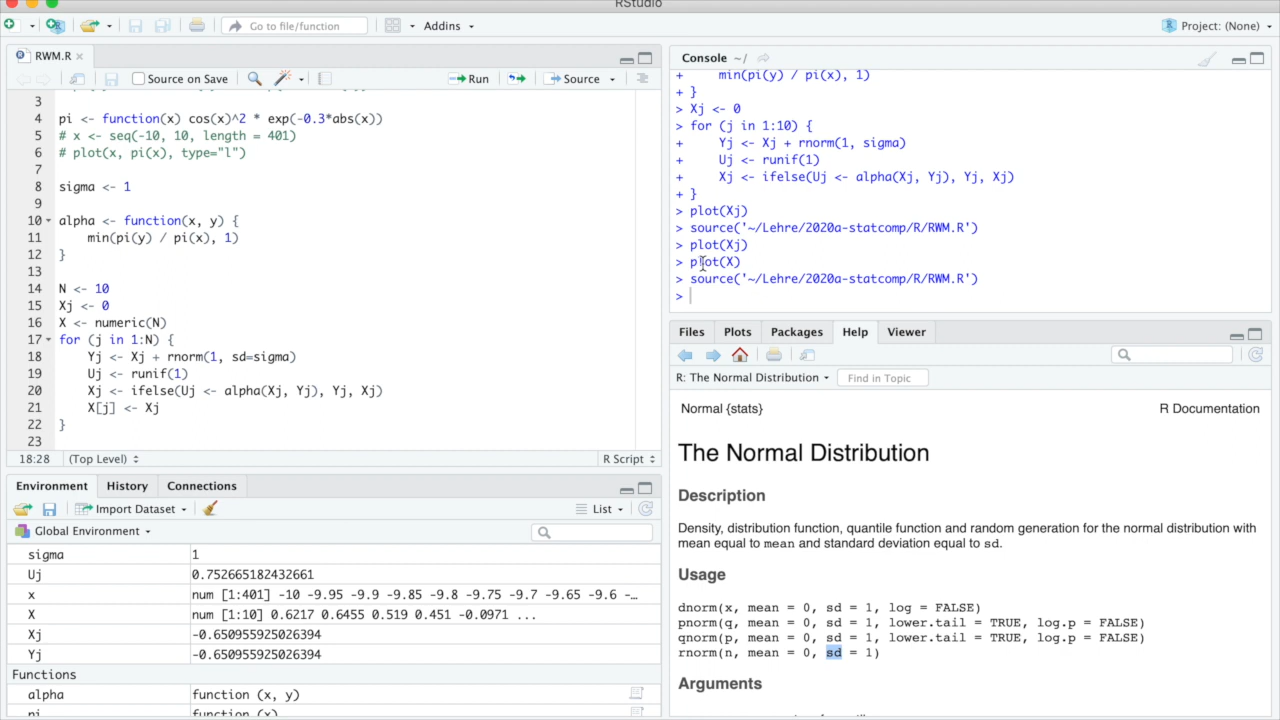 RStudio
Go to file/function
Addins
Project: (None)
RWM.R
Source on Save
Run
Source
3
4 pi <- function(x) cos(x)^2 * exp(-0.3*abs(x))
5 # x <- seq(-10, 10, length = 401)
6 # plot(x, pi(x), type="l")
7
8 sigma <- 1
9
10 alpha <- function(x, y) {
11 min(pi(y) / pi(x), 1)
12 }
13
14 N <- 10
15 Xj <- 0
16 X <- numeric(N)
17 for (j in 1:N) {
18 Yj <- Xj + rnorm(1, sd=sigma)
19 Uj <- runif(1)
20 Xj <- ifelse(Uj <- alpha(Xj, Yj), Yj, Xj)
21 X[j] <- Xj
22 }
23
18:28 (Top Level) R Script
Environment History Connections
Import Dataset List
Global Environment
sigma 1
Uj 0.752665182432661
x num [1:401] -10 -9.95 -9.9 -9.85 -9.8 -9.75 -9.7 -9.65 -9.6 -…
X num [1:10] 0.6217 0.6455 0.519 0.451 -0.0971 ...
Xj -0.650955925026394
Yj -0.650955925026394
Functions
alpha function (x, y)
pi function (x)
Console ~/
+ min(pi(y) / pi(x), 1)
+ }
> Xj <- 0
> for (j in 1:10) {
+ Yj <- Xj + rnorm(1, sigma)
+ Uj <- runif(1)
+ Xj <- ifelse(Uj <- alpha(Xj, Yj), Yj, Xj)
+ }
> plot(Xj)
> source('~/Lehre/2020a-statcomp/R/RWM.R')
> plot(Xj)
> plot(X)
> source('~/Lehre/2020a-statcomp/R/RWM.R')
>
Files Plots Packages Help Viewer
R: The Normal Distribution Find in Topic
Normal {stats} R Documentation
The Normal Distribution
Description
Density, distribution function, quantile function and random generation for the normal distribution with
mean equal to mean and standard deviation equal to sd.
Usage
dnorm(x, mean = 0, sd = 1, log = FALSE)
pnorm(q, mean = 0, sd = 1, lower.tail = TRUE, log.p = FALSE)
qnorm(p, mean = 0, sd = 1, lower.tail = TRUE, log.p = FALSE)
rnorm(n, mean = 0, sd = 1)
Arguments